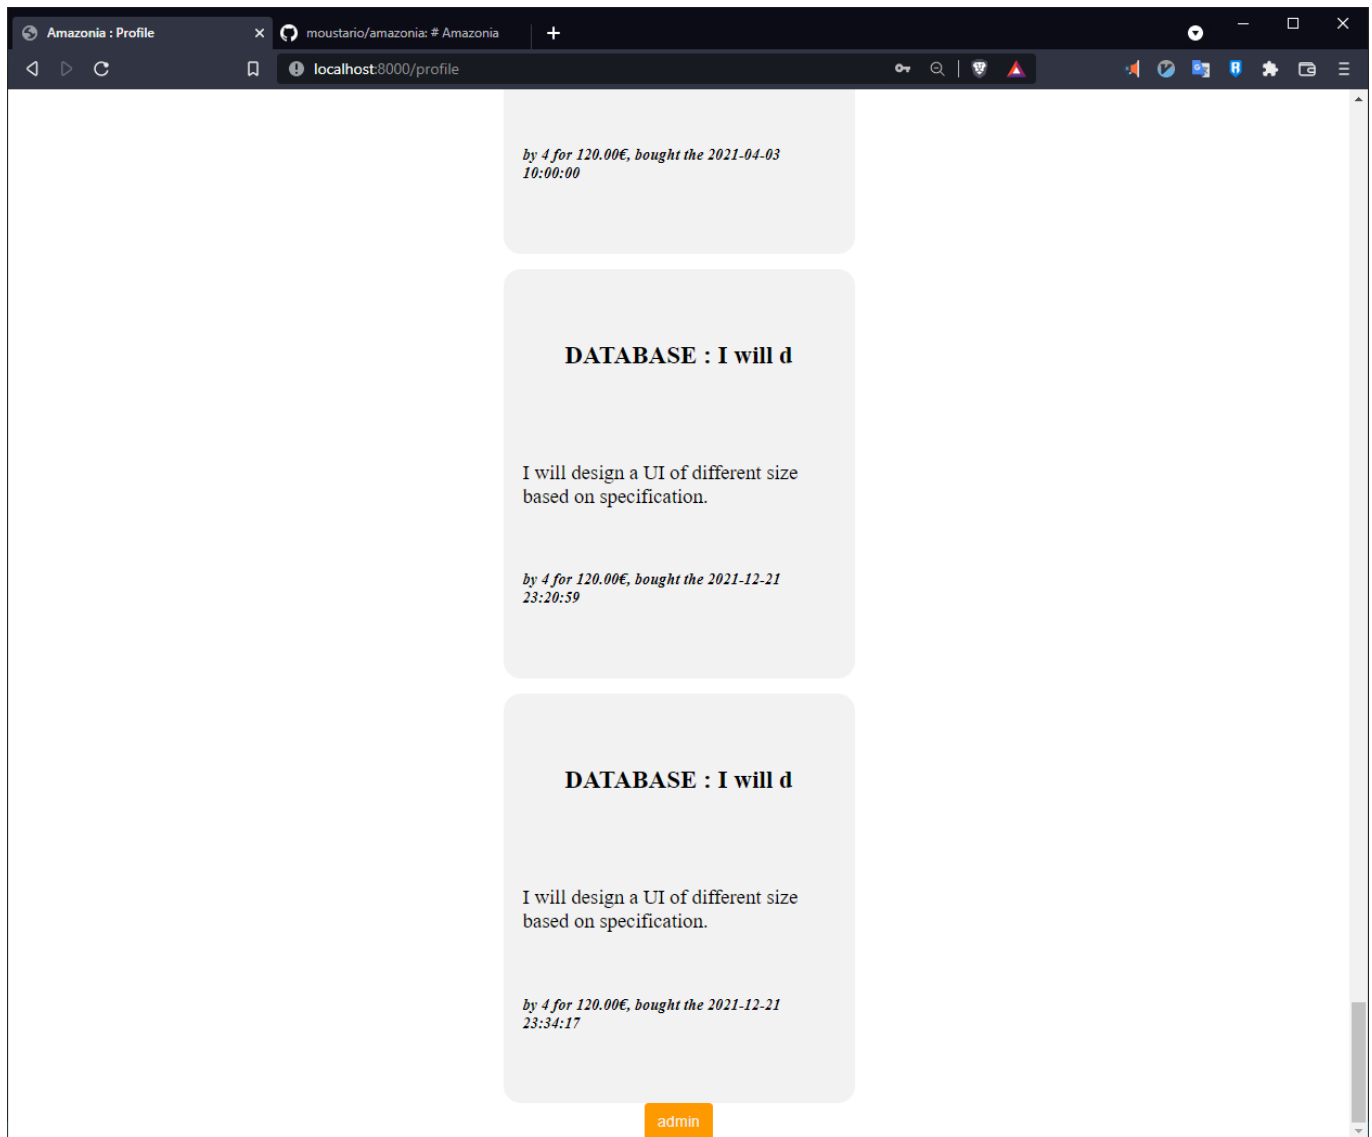 Amazonia : Profile
moustario/amazonia: # Amazonia
localhost:8000/profile
by 4 for 120.00€, bought the 2021-04-03
10:00:00
DATABASE : I will d
I will design a UI of different size
based on specification.
by 4 for 120.00€, bought the 2021-12-21
23:20:59
DATABASE : I will d
I will design a UI of different size
based on specification.
by 4 for 120.00€, bought the 2021-12-21
23:34:17
admin